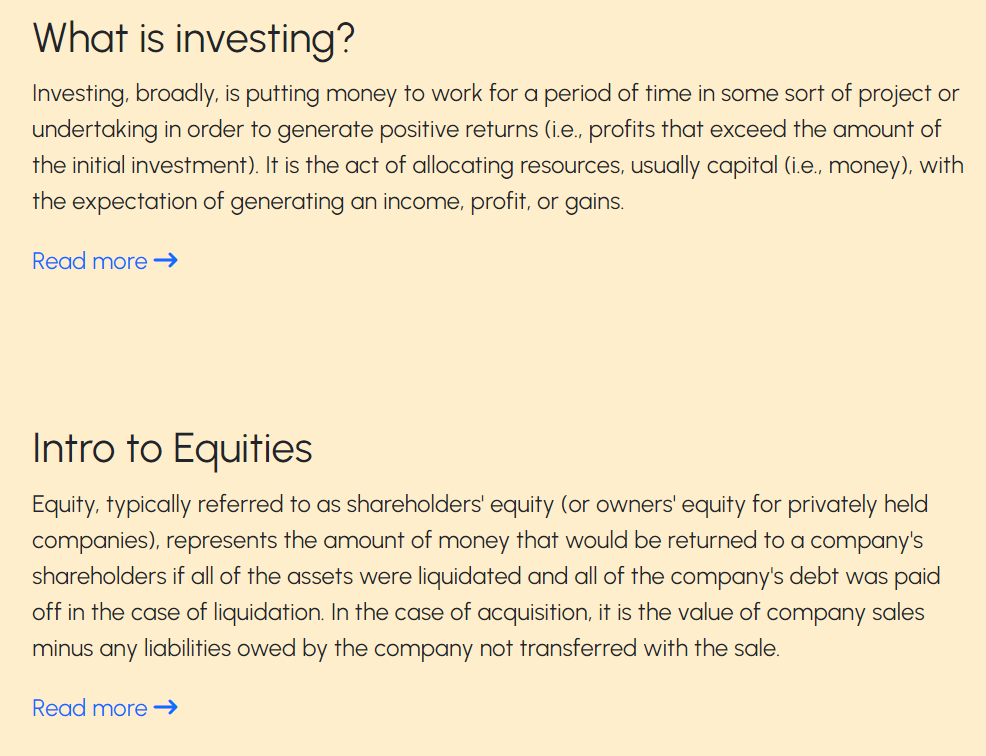 What is investing?
Investing, broadly, is putting money to work for a period of time in some sort of project or
undertaking in order to generate positive returns (i.e., profits that exceed the amount of
the initial investment). It is the act of allocating resources, usually capital (i.e., money), with
the expectation of generating an income, profit, or gains.
Read more →
Intro to Equities
Equity, typically referred to as shareholders' equity (or owners' equity for privately held
companies), represents the amount of money that would be returned to a company's
shareholders if all of the assets were liquidated and all of the company's debt was paid
off in the case of liquidation. In the case of acquisition, it is the value of company sales
minus any liabilities owed by the company not transferred with the sale.
Read more →